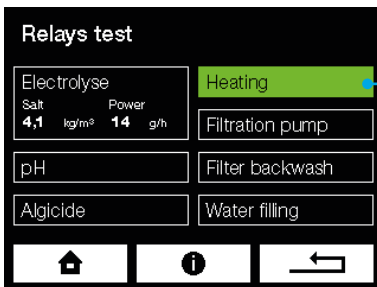 Relays test
Electrolyse
Salt Power
4,1 kg/m³ 14 g/h
pH
Algicide
Heating
Filtration pump
Filter backwash
Water filling